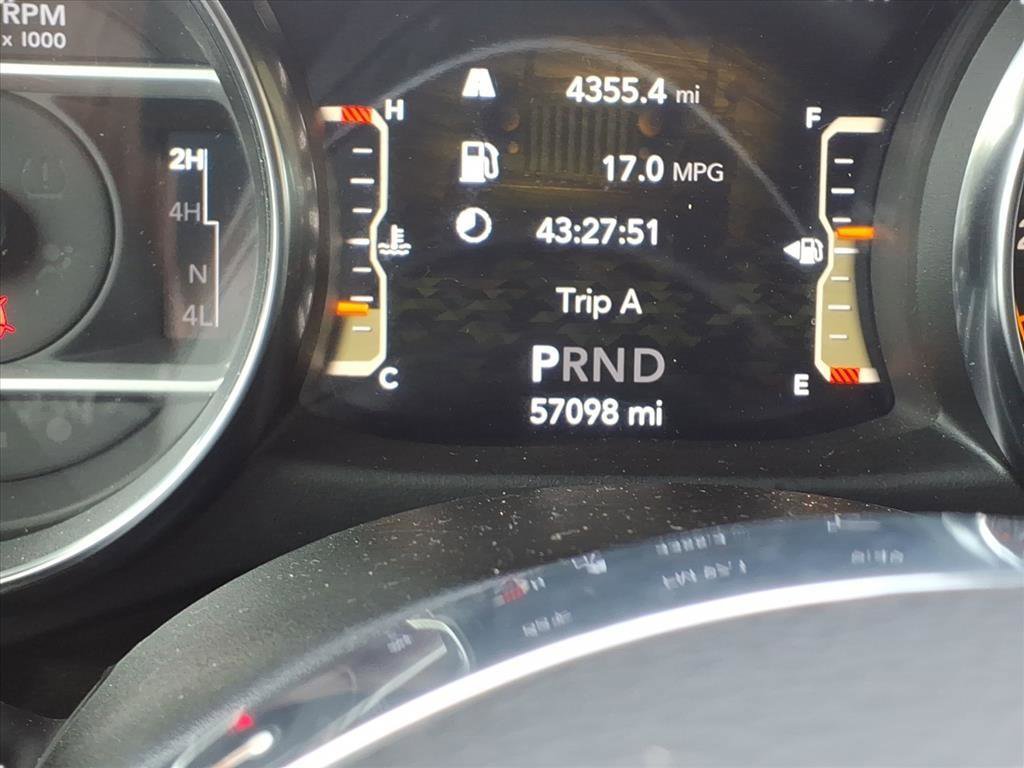 RPM
x 1000
2H
4H
N
4L
H
C
4355.4 mi
17.0 MPG
43:27:51
Trip A
PRND
57098 mi
F
E